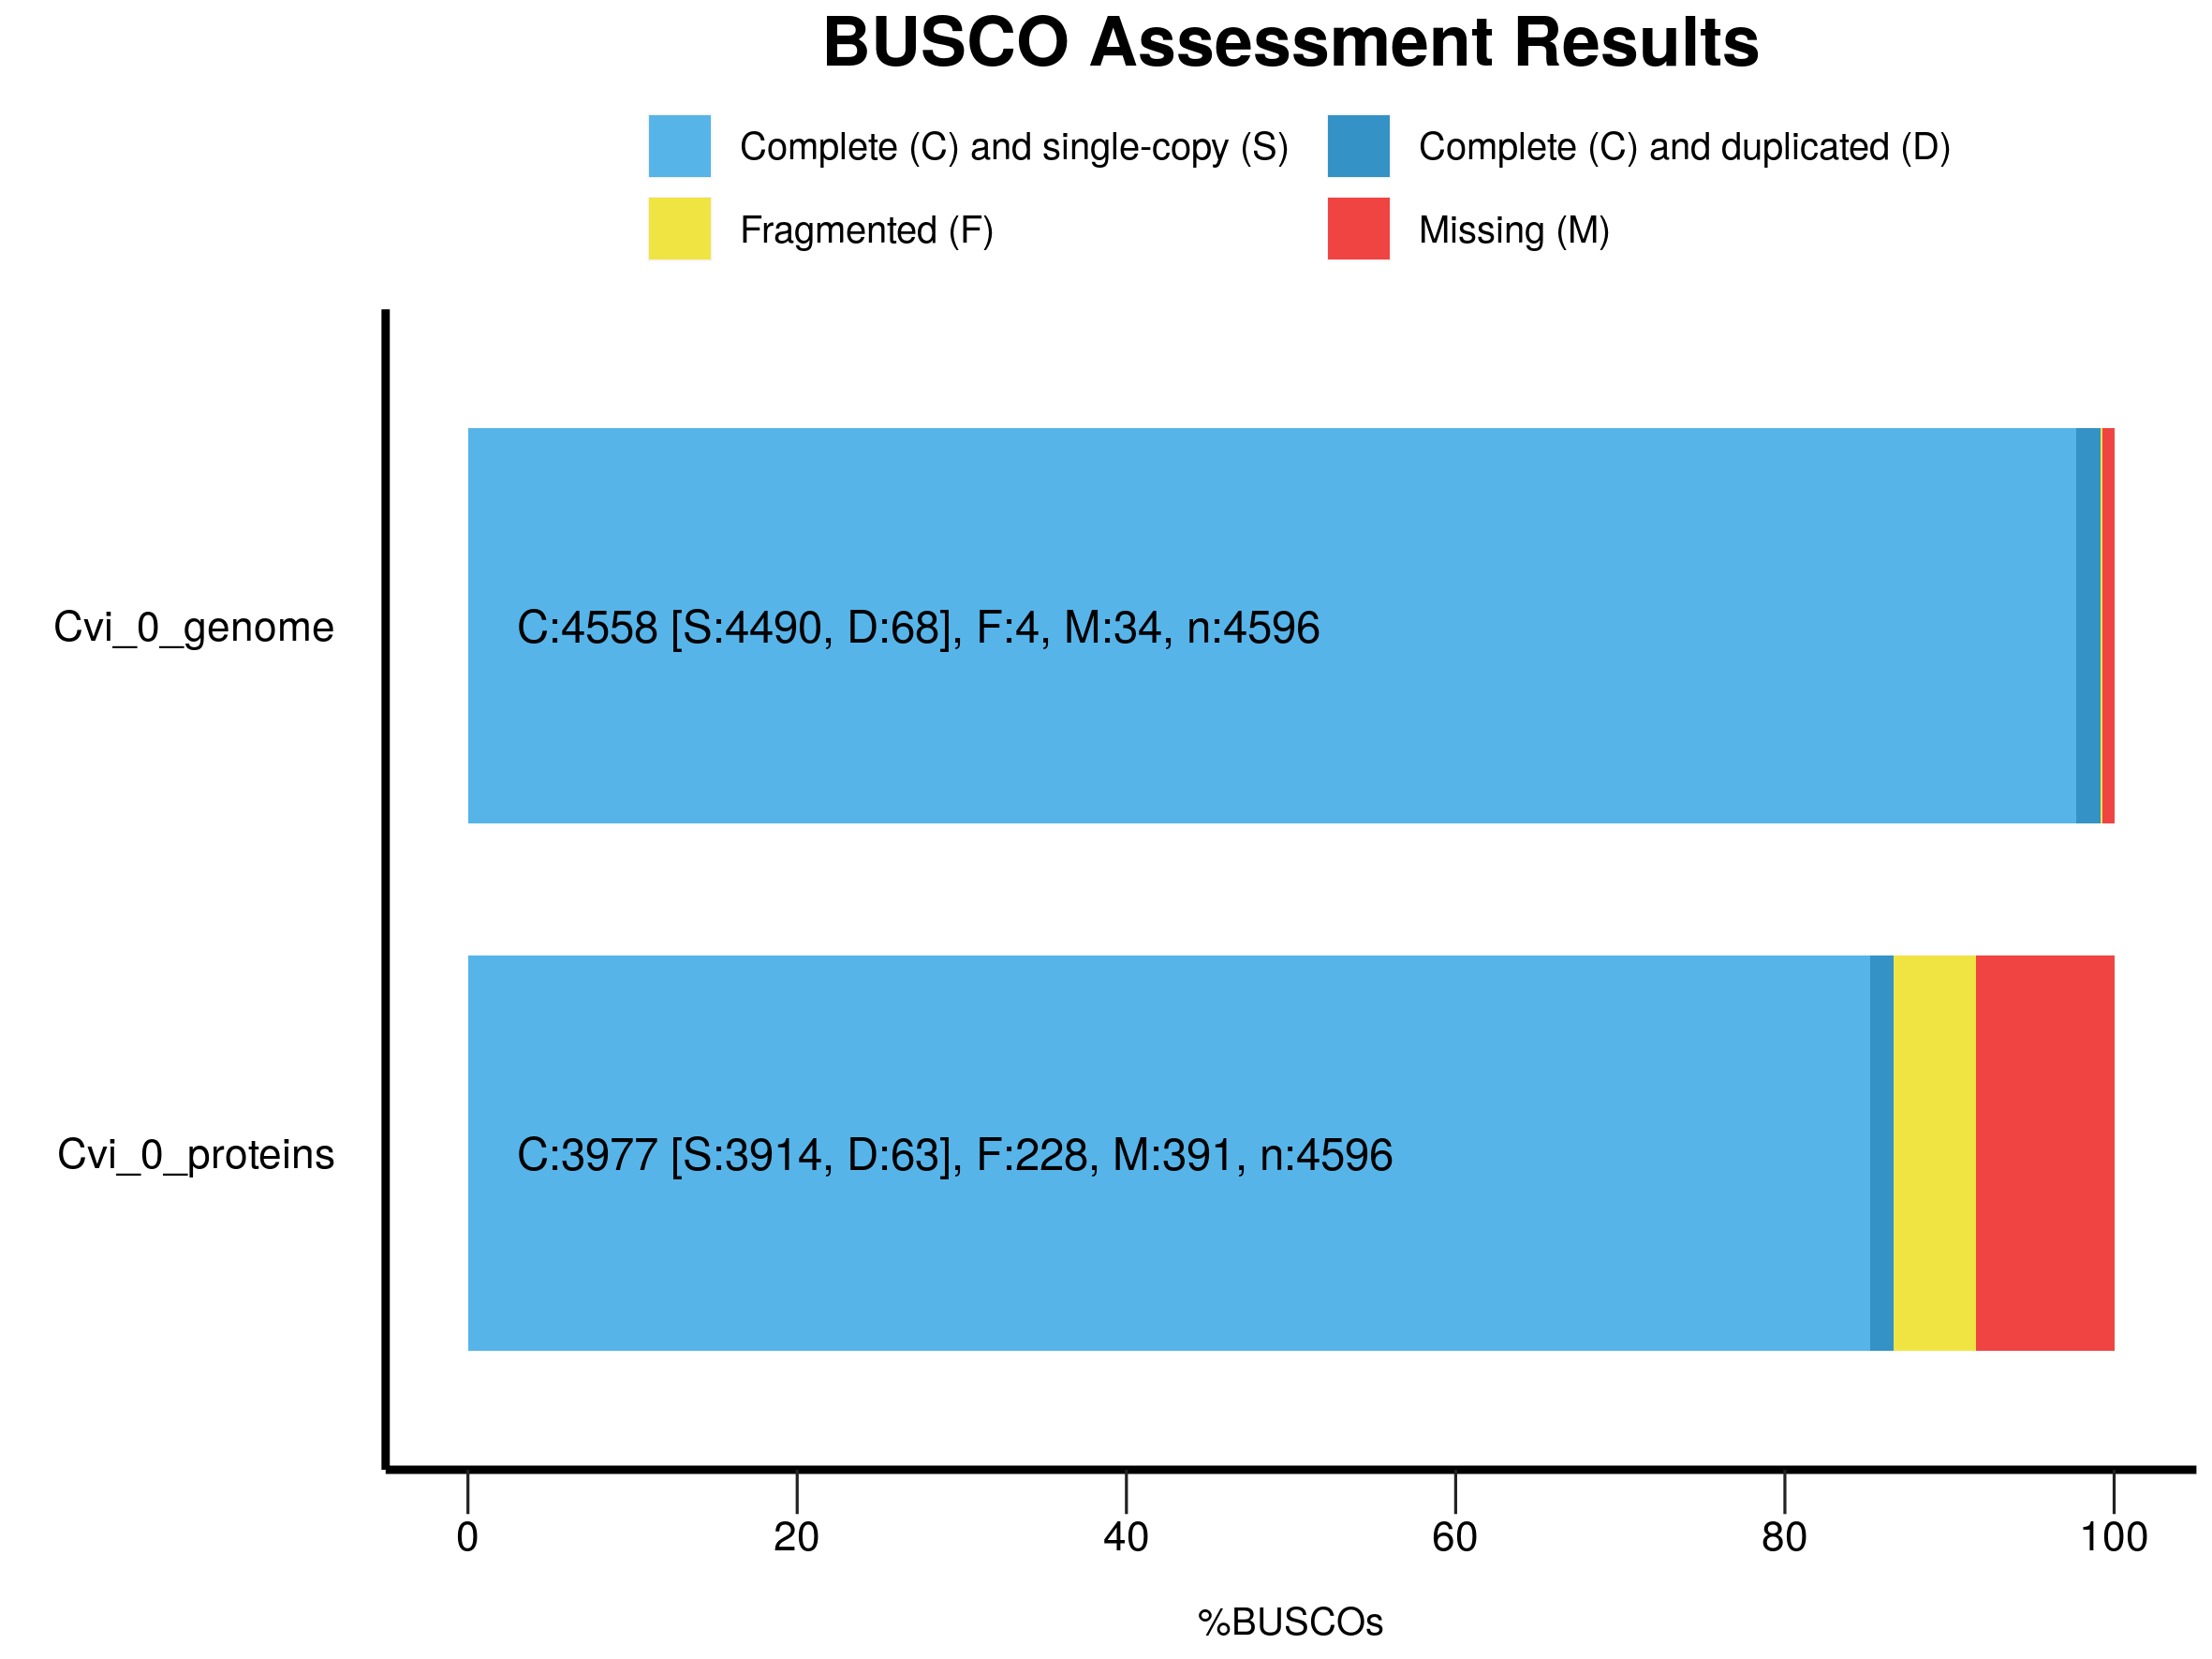 BUSCO Assessment Results
Complete (C) and single-copy (S)
Complete (C) and duplicated (D)
Fragmented (F)
Missing (M)
Cvi_0_genome
C:4558 [S:4490, D:68], F:4, M:34, n:4596
Cvi_0_proteins
C:3977 [S:3914, D:63], F:228, M:391, n:4596
0 20 40 60 80 100
%BUSCOs